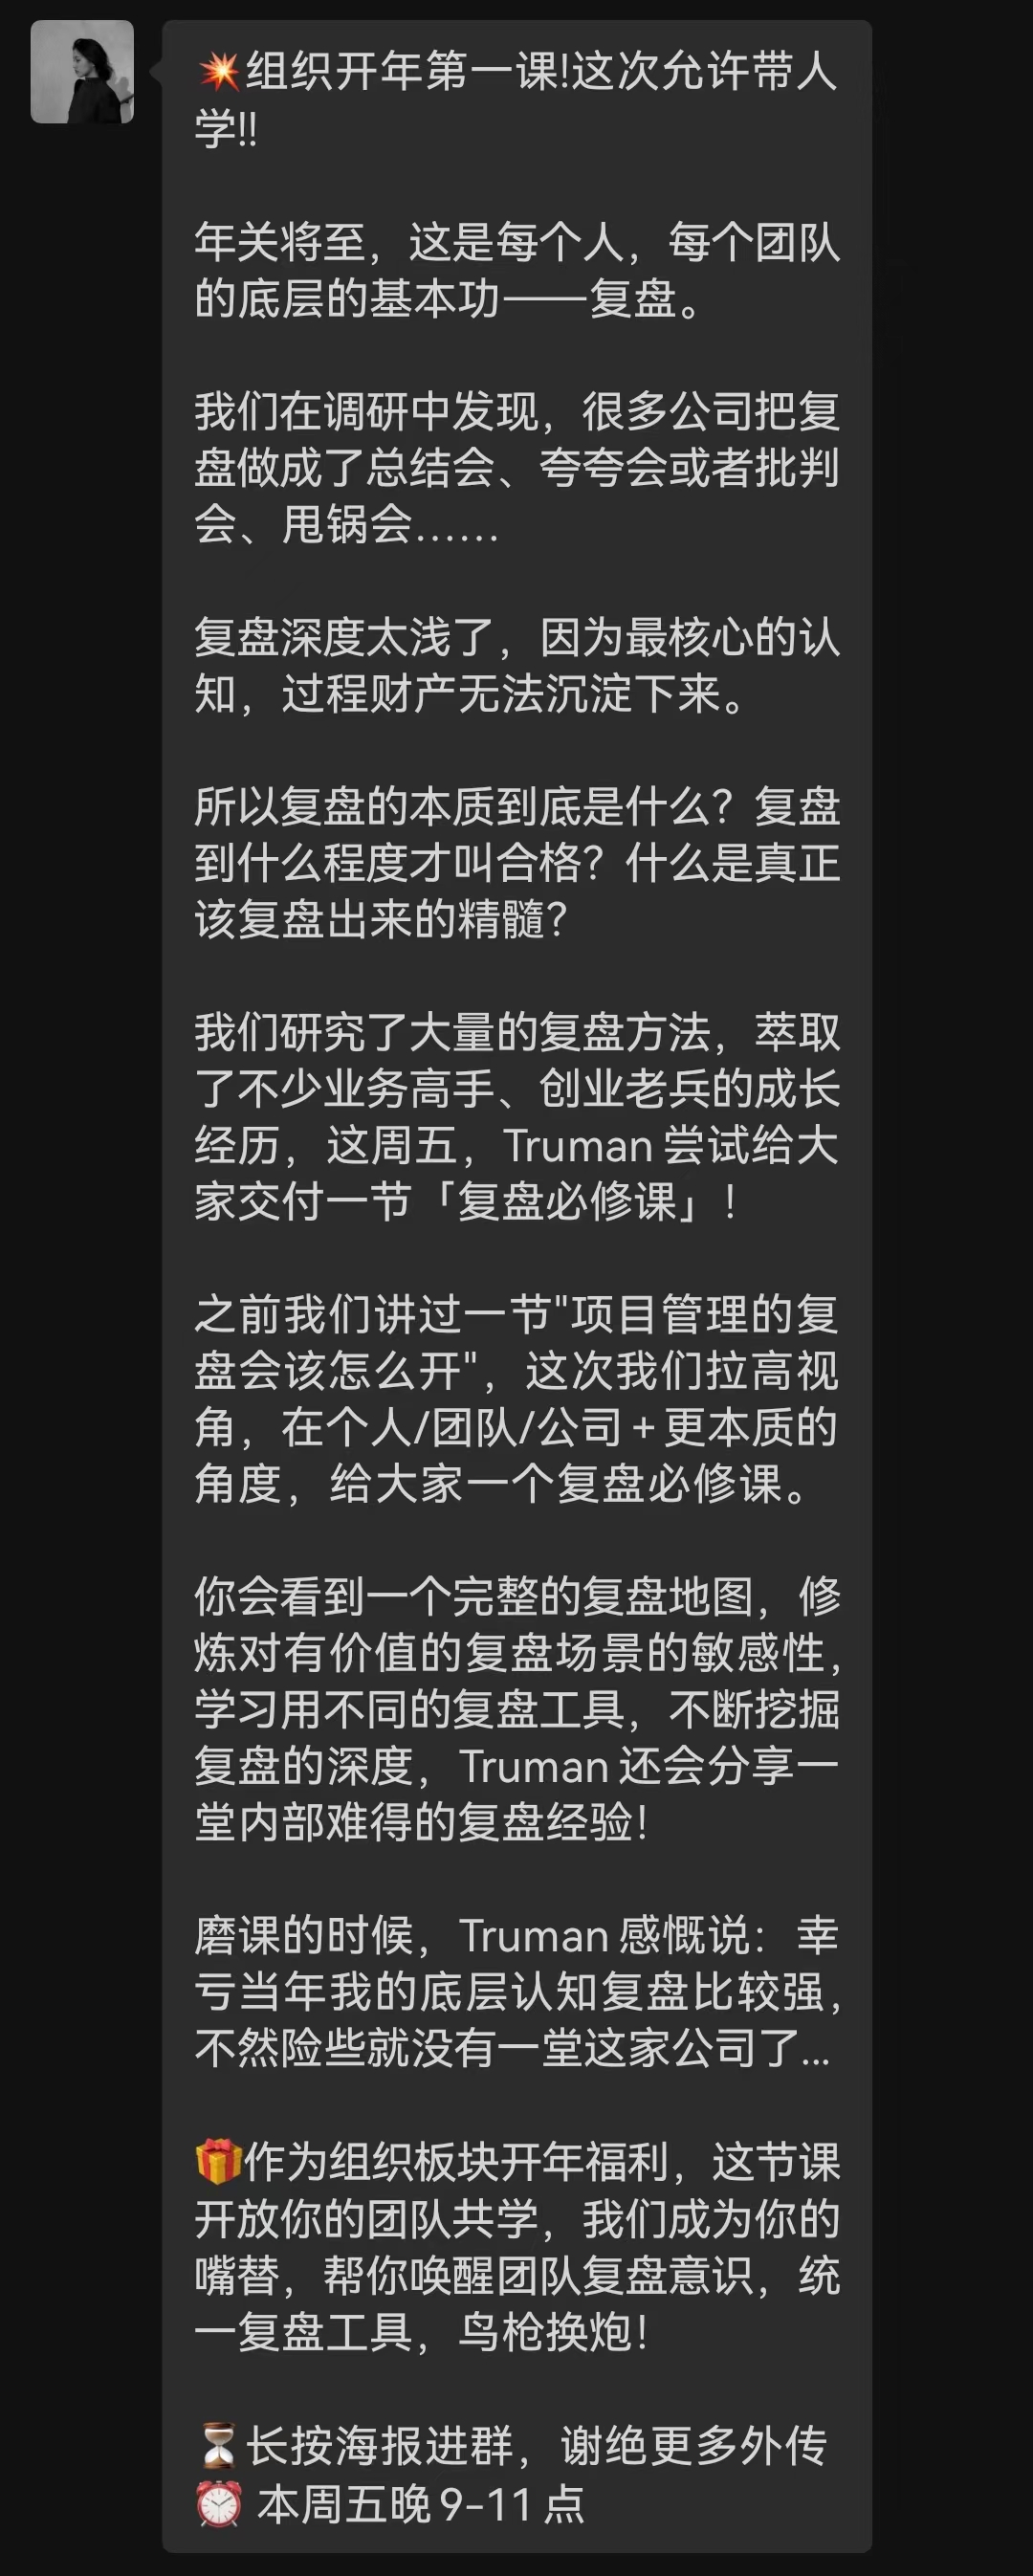 💥组织开年第一课!这次允许带人
学!!
年关将至，这是每个人，每个团队
的底层的基本功——复盘。
我们在调研中发现，很多公司把复
盘做成了总结会、夸夸会或者批判
会、甩锅会……
复盘深度太浅了，因为最核心的认
知，过程财产无法沉淀下来。
所以复盘的本质到底是什么？复盘
到什么程度才叫合格？什么是真正
该复盘出来的精髓？
我们研究了大量的复盘方法，萃取
了不少业务高手、创业老兵的成长
经历，这周五，Truman 尝试给大
家交付一节「复盘必修课」！
之前我们讲过一节"项目管理的复
盘会该怎么开"，这次我们拉高视
角，在个人/团队/公司 + 更本质的
角度，给大家一个复盘必修课。
你会看到一个完整的复盘地图，修
炼对有价值的复盘场景的敏感性，
学习用不同的复盘工具，不断挖掘
复盘的深度，Truman 还会分享一
堂内部难得的复盘经验！
磨课的时候，Truman 感慨说：幸
亏当年我的底层认知复盘比较强，
不然险些就没有一堂这家公司了...
🎁作为组织板块开年福利，这节课
开放你的团队共学，我们成为你的
嘴替，帮你唤醒团队复盘意识，统
一复盘工具，鸟枪换炮！
⏳长按海报进群，谢绝更多外传
⏰ 本周五晚 9-11 点